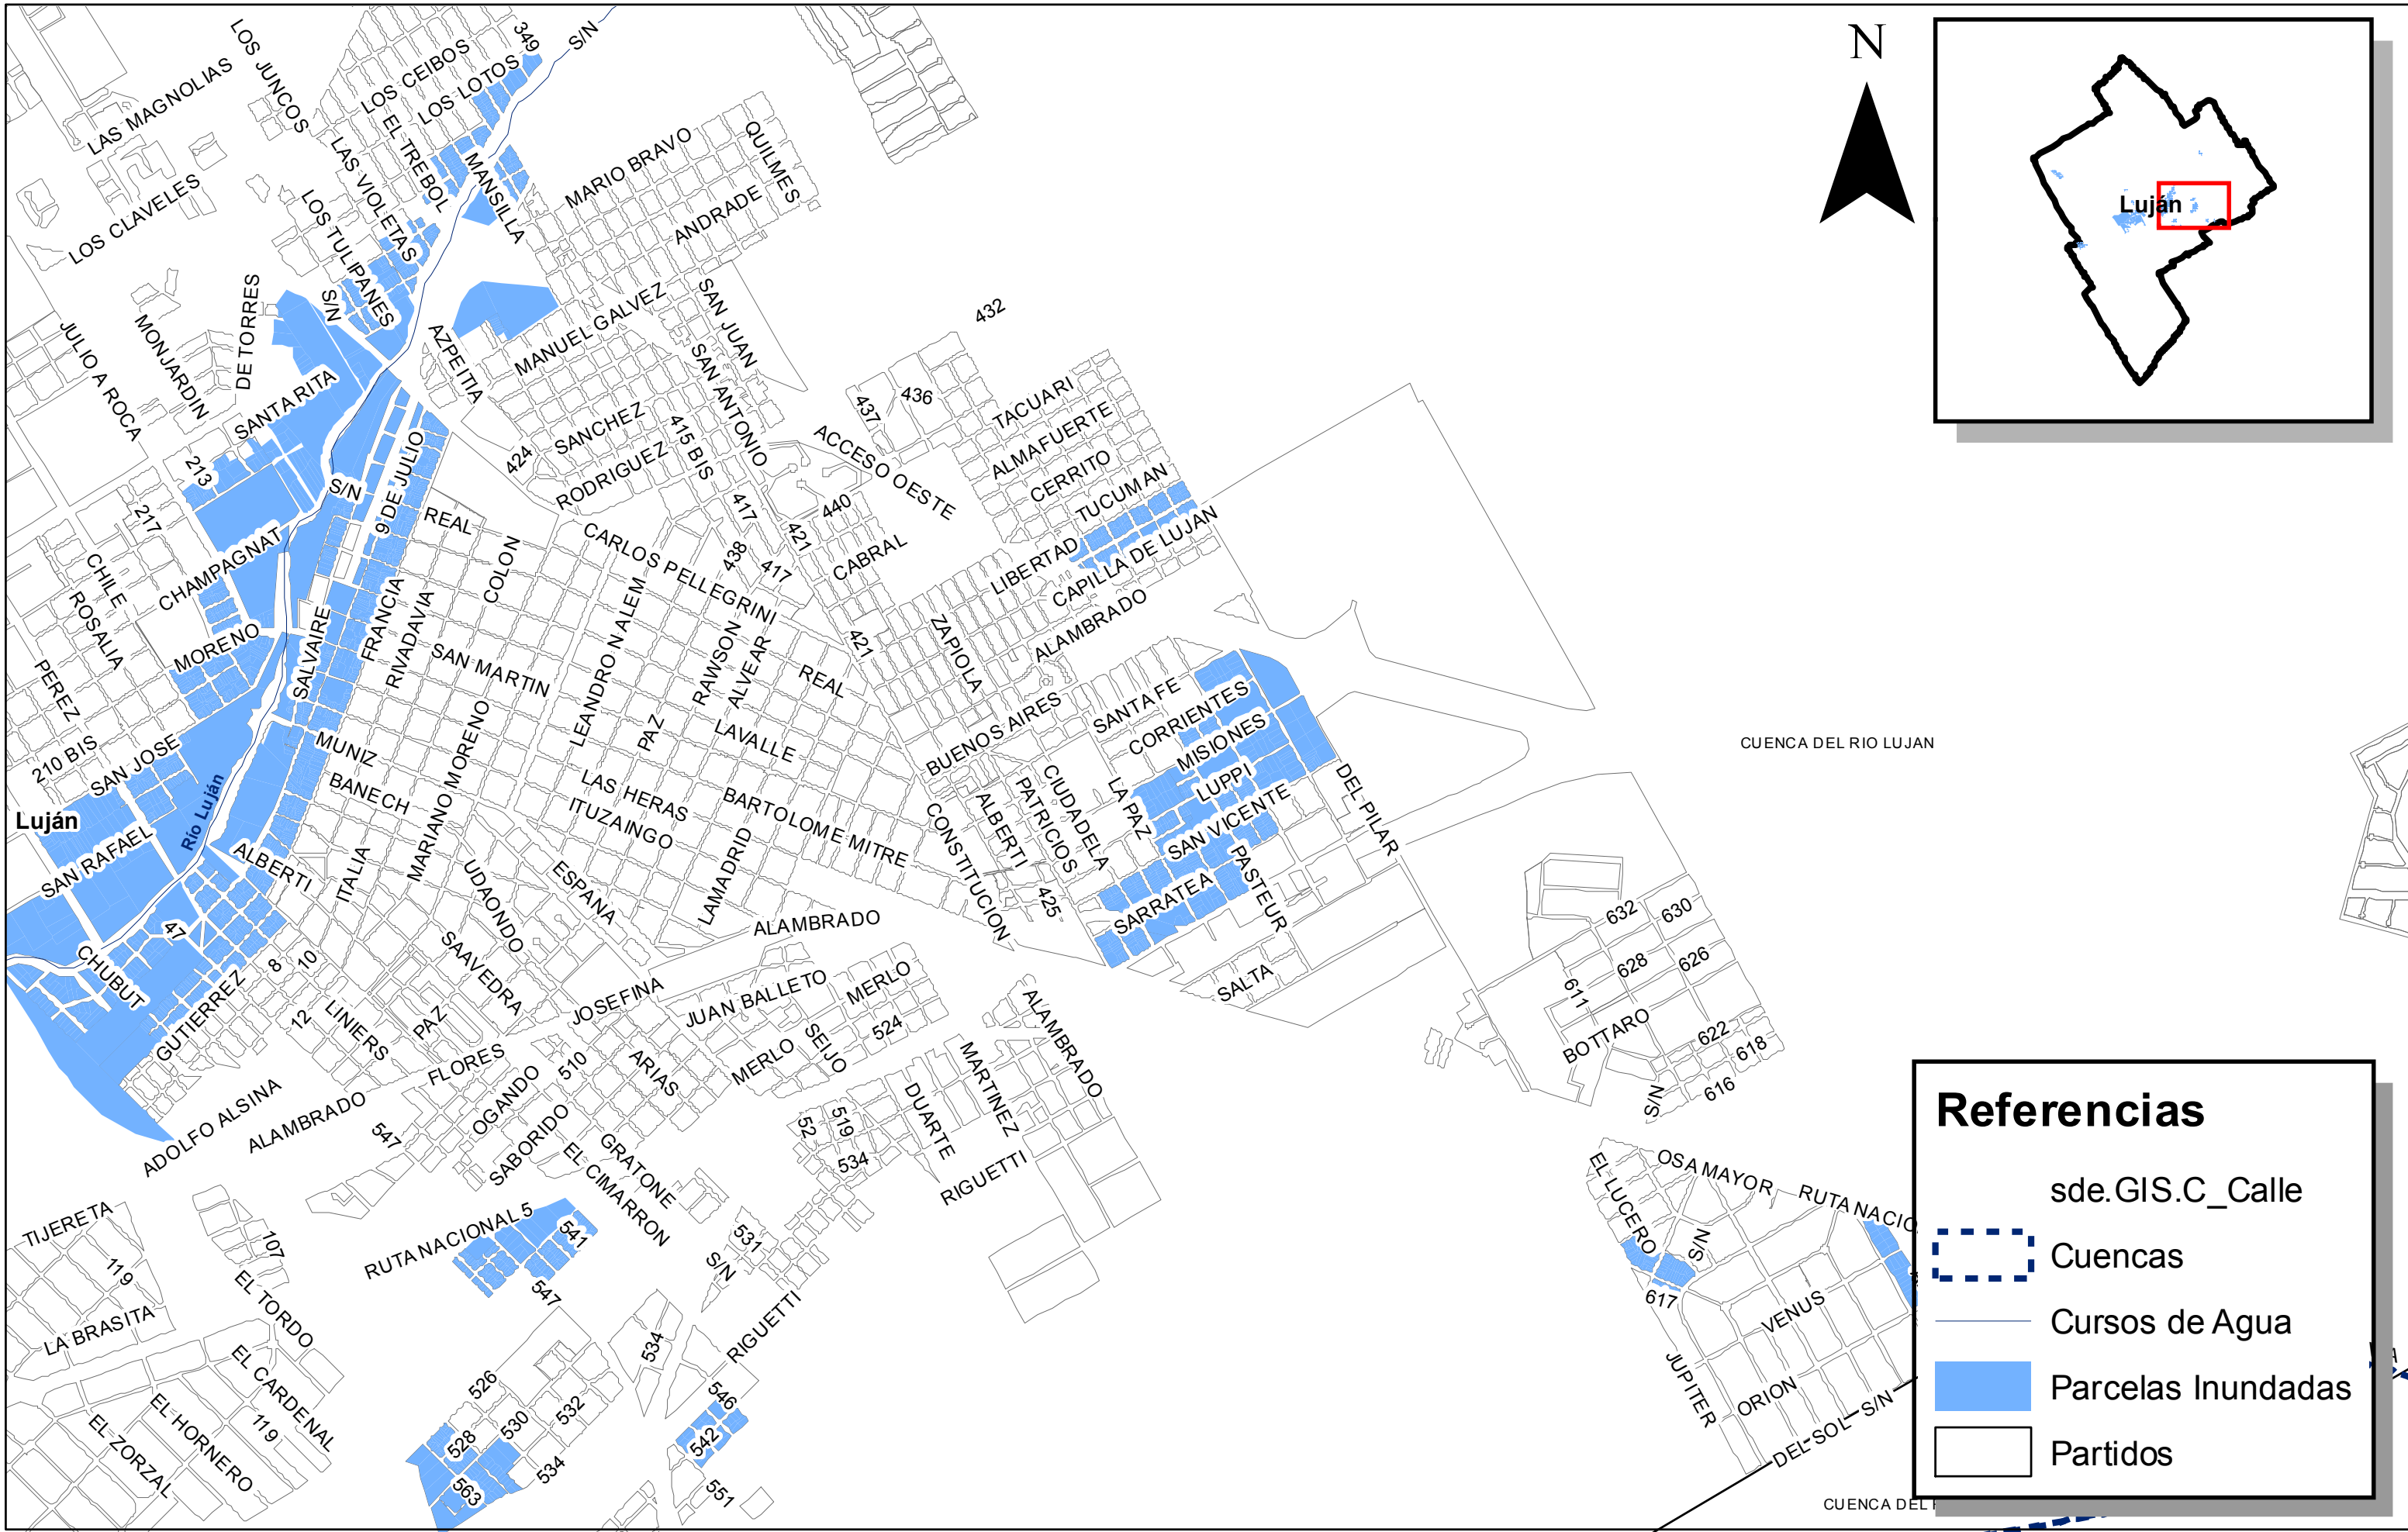 349
S/N
LOS JUNCOS
LOS CEIBOS
LOS LOTOS
LAS MAGNOLIAS
EL TREBOL
LAS VIOLETAS
MANSILLA
MARIO BRAVO
QUILMES
LOS CLAVELES
LOS TULIPANES
ANDRADE
N
Luján
DE TORRES
S/N
JULIO A ROCA
MONJARDIN
AZPEITIA
MANUEL GALVEZ
SAN JUAN
432
SANTA RITA
SAN ANTONIO
437
436
TACUARI
ALMAFUERTE
CERRITO
TUCUMAN
424
SANCHEZ
RODRIGUEZ
415 BIS
ACCESO OESTE
213
S/N
9 DE JULIO
217
REAL
417
440
421
CHAMPAGNAT
CHILE
ROSALIA
COLON
CARLOS PELLEGRINI
438
417
CABRAL
LIBERTAD
CAPILLA DE LUJAN
ALAMBRADO
MORENO
SALVAIRE
FRANCIA
RIVADAVIA
SAN MARTIN
LEANDRO N ALEM
RAWSON
ALVEAR
REAL
421
ZAPIOLA
PEREZ
210 BIS
SAN JOSE
MUNIZ
BANECH
MARIANO MORENO
PAZ
LAVALLE
BUENOS AIRES
SANTA FE
CORRIENTES
MISIONES
LUPPI
CUENCA DEL RIO LUJAN
Luján
Río Luján
SAN RAFAEL
LAS HERAS
ITUZAINGO
BARTOLOME MITRE
CONSTITUCION
ALBERTI
PATRICIOS
CIUDADELA
LA PAZ
SAN VICENTE
DEL PILAR
ALBERTI
ITALIA
UDAONDO
ESPANA
LAMADRID
425
SARRATEA
PASTEUR
47
CHUBUT
8
10
ALAMBRADO
632
630
628
626
611
GUTIERREZ
12
LINIERS
PAZ
SAAVEDRA
JOSEFINA
JUAN BALLETO
MERLO
SALTA
BOTTARO
622
618
616
S/N
FLORES
510
ARIAS
MERLO
SEIJO
524
MARTINEZ
ALAMBRADO
ADOLFO ALSINA
ALAMBRADO
547
OGANDO
SABORIDO
EL CIMARRON
GRATONE
52
519
534
DUARTE
RIGUETTI
EL LUCERO
OSA MAYOR
RUTA NACIO
S/N
617
VENUS
JUPITER
ORION
DEL SOL
S/N
TIJERETA
119
107
RUTA NACIONAL 5
541
547
531
S/N
LA BRASITA
EL TORDO
RIGUETTI
534
EL CARDENAL
526
528
530
532
534
563
546
542
551
EL ZORZAL
EL HORNERO
119
CUENCA DEL
Referencias
sde.GIS.C_Calle
Cuencas
Cursos de Agua
Parcelas Inundadas
Partidos